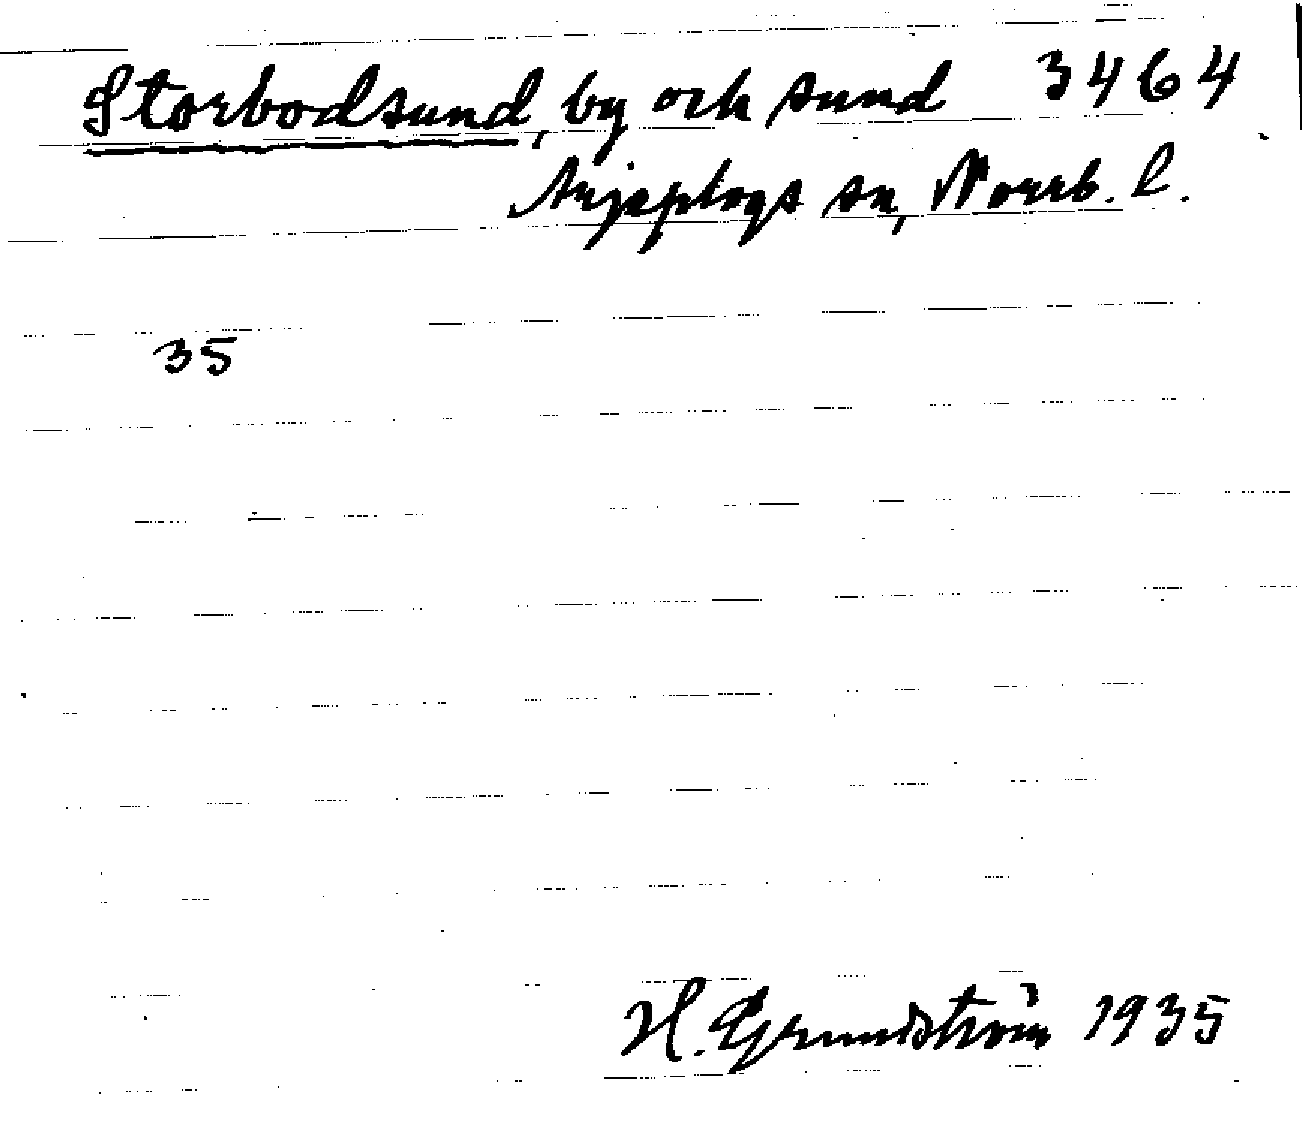 Storbodsund, by och sund 3464
Arjeplogs sn, Norrb. l.
35
H. Grundström 1935